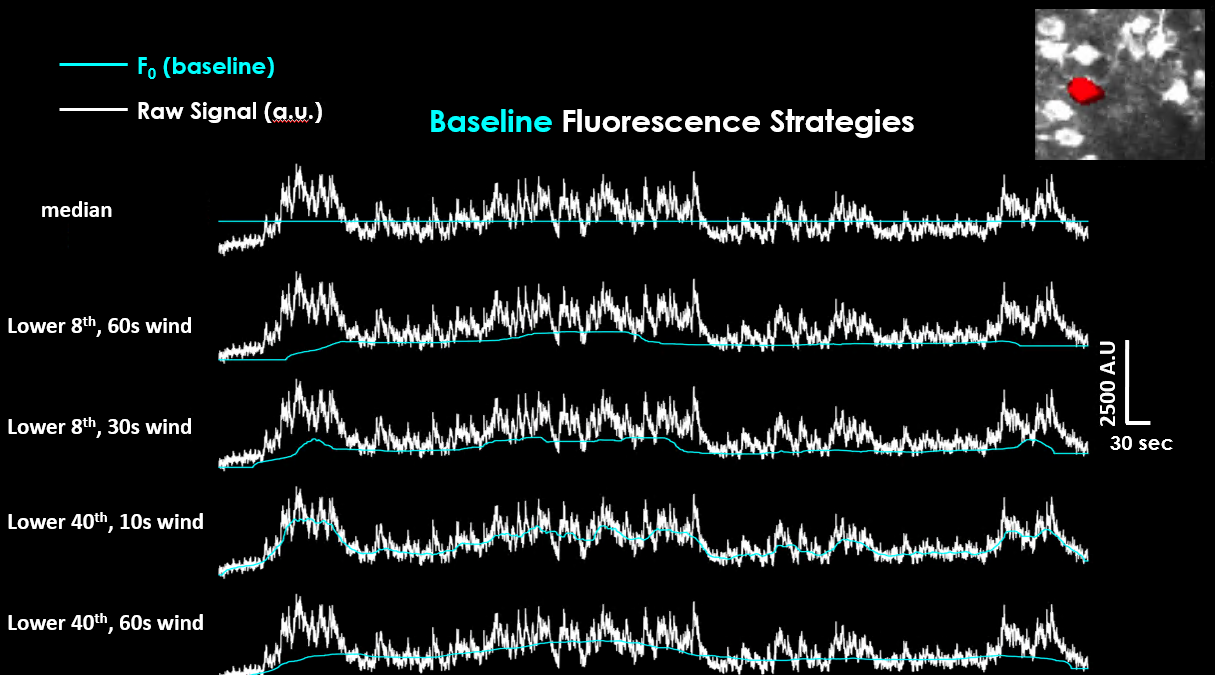 F₀ (baseline)
Raw Signal (a.u.)
Baseline Fluorescence Strategies
median
Lower 8ᵗʰ, 60s wind
Lower 8ᵗʰ, 30s wind
Lower 40ᵗʰ, 10s wind
Lower 40ᵗʰ, 60s wind
2500 A.U
30 sec